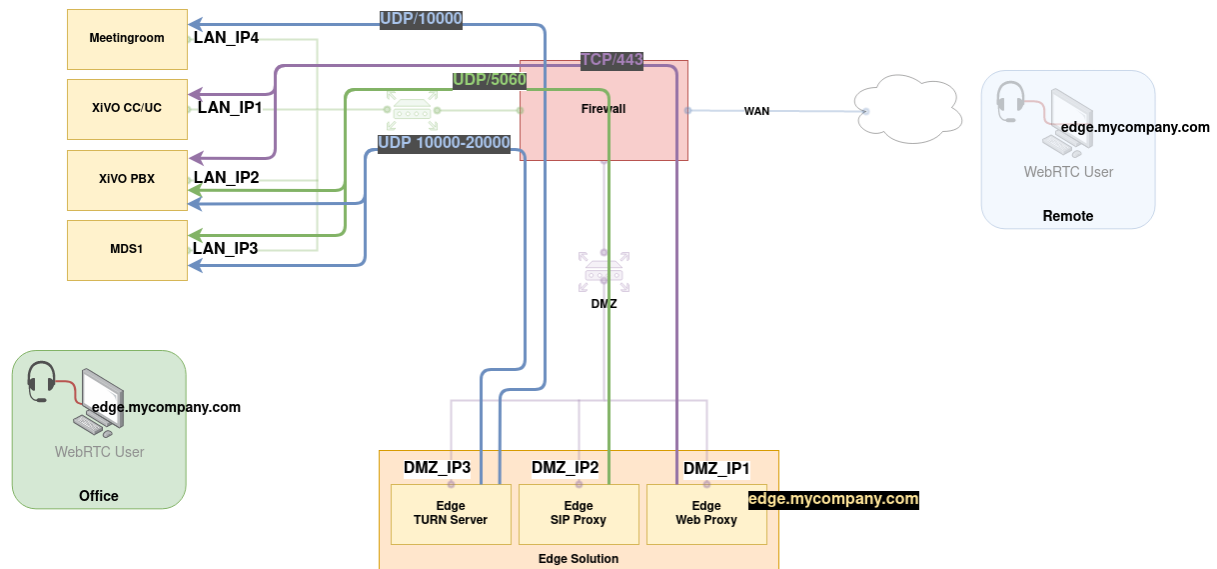 UDP/10000
Meetingroom
LAN_IP4
TCP/443
UDP/5060
XiVO CC/UC
LAN_IP1
Firewall
WAN
edge.mycompany.com
WebRTC User
Remote
UDP 10000-20000
XiVO PBX
LAN_IP2
MDS1
LAN_IP3
DMZ
edge.mycompany.com
WebRTC User
Office
DMZ_IP3
DMZ_IP2
DMZ_IP1
edge.mycompany.com
Edge
TURN Server
Edge
SIP Proxy
Edge
Web Proxy
Edge Solution